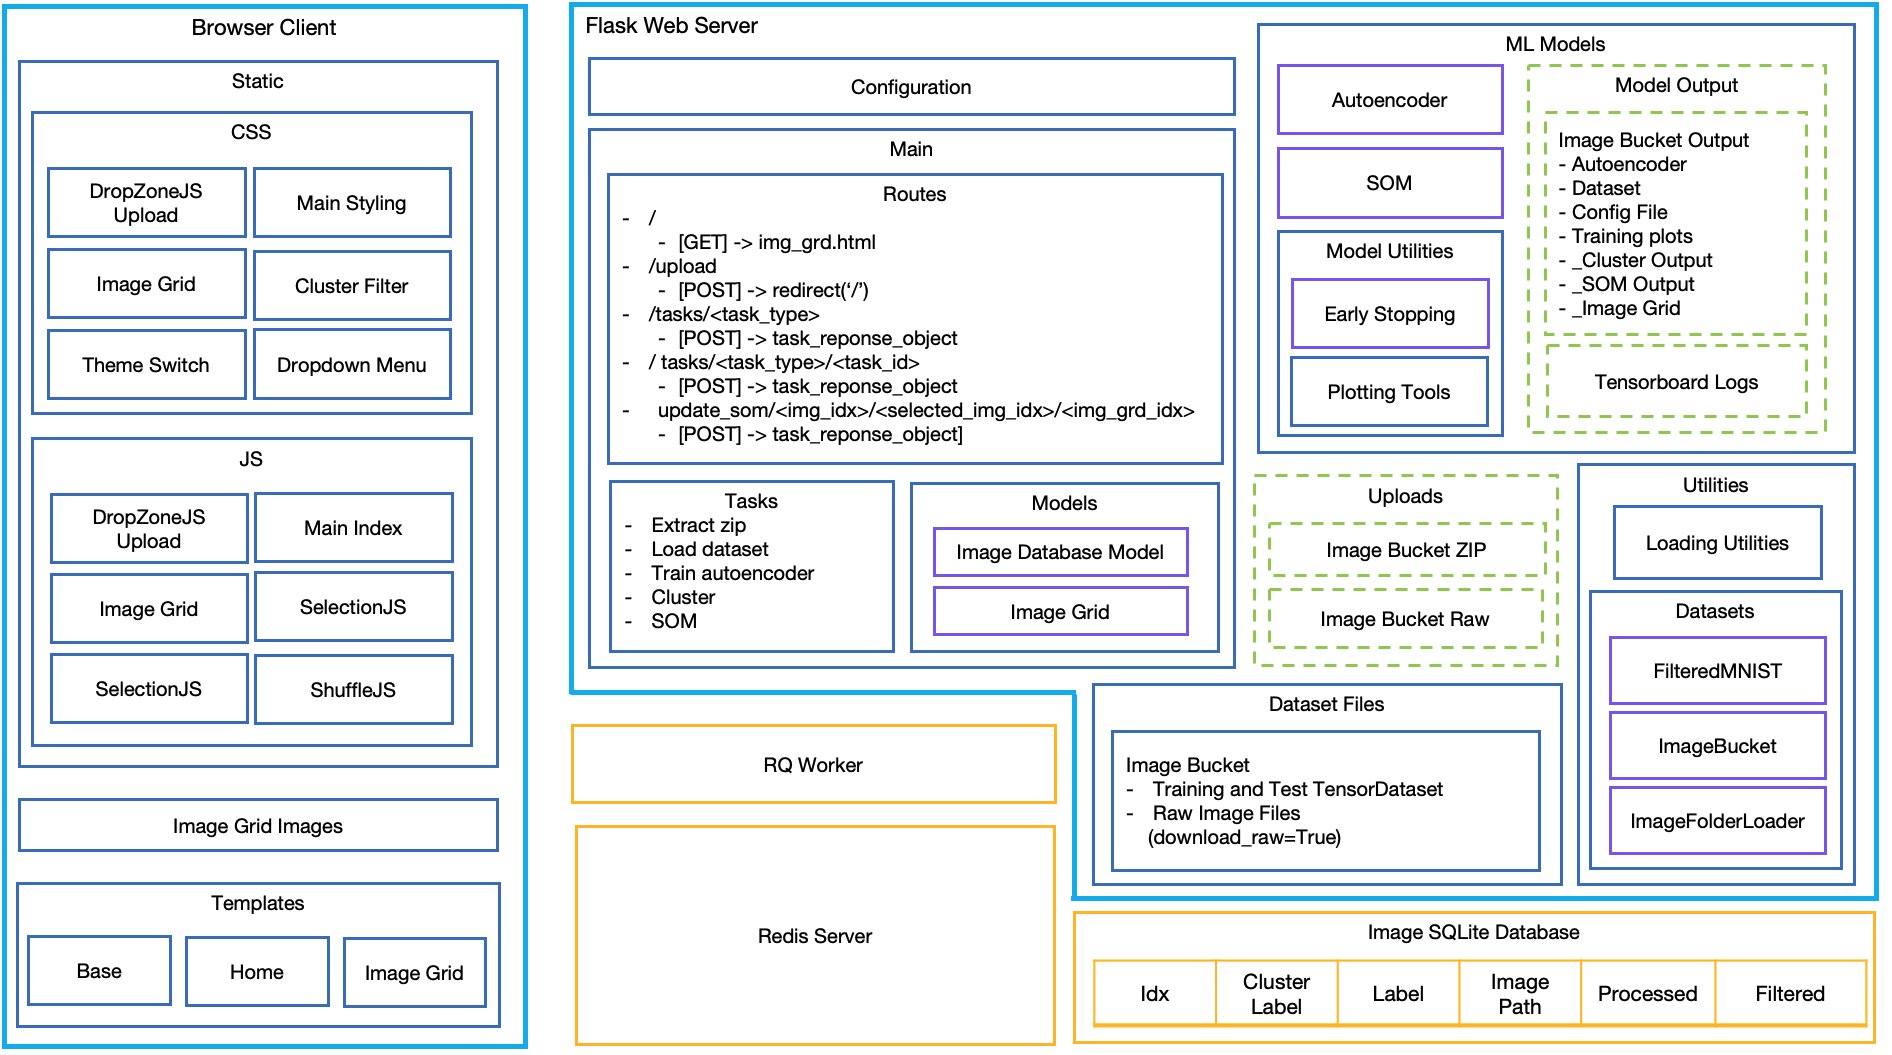 Browser Client
Static
CSS
DropZoneJS
Upload
Main Styling
Image Grid
Cluster Filter
Theme Switch
Dropdown Menu
JS
DropZoneJS
Upload
Main Index
Image Grid
SelectionJS
SelectionJS
ShuffleJS
Image Grid Images
Templates
Base
Home
Image Grid
Flask Web Server
Configuration
Main
Routes
- /
- [GET] -> img_grd.html
- /upload
- [POST] -> redirect(‘/’)
- /tasks/<task_type>
- [POST] -> task_reponse_object
- / tasks/<task_type>/<task_id>
- [POST] -> task_reponse_object
- update_som/<img_idx>/<selected_img_idx>/<img_grd_idx>
- [POST] -> task_reponse_object]
Tasks
- Extract zip
- Load dataset
- Train autoencoder
- Cluster
- SOM
Models
Image Database Model
Image Grid
ML Models
Autoencoder
SOM
Model Utilities
Early Stopping
Plotting Tools
Model Output
Image Bucket Output
- Autoencoder
- Dataset
- Config File
- Training plots
- _Cluster Output
- _SOM Output
- _Image Grid
Tensorboard Logs
Uploads
Image Bucket ZIP
Image Bucket Raw
Utilities
Loading Utilities
Datasets
FilteredMNIST
ImageBucket
ImageFolderLoader
Dataset Files
Image Bucket
- Training and Test TensorDataset
- Raw Image Files
(download_raw=True)
RQ Worker
Redis Server
Image SQLite Database
Idx
Cluster
Label
Label
Image
Path
Processed
Filtered